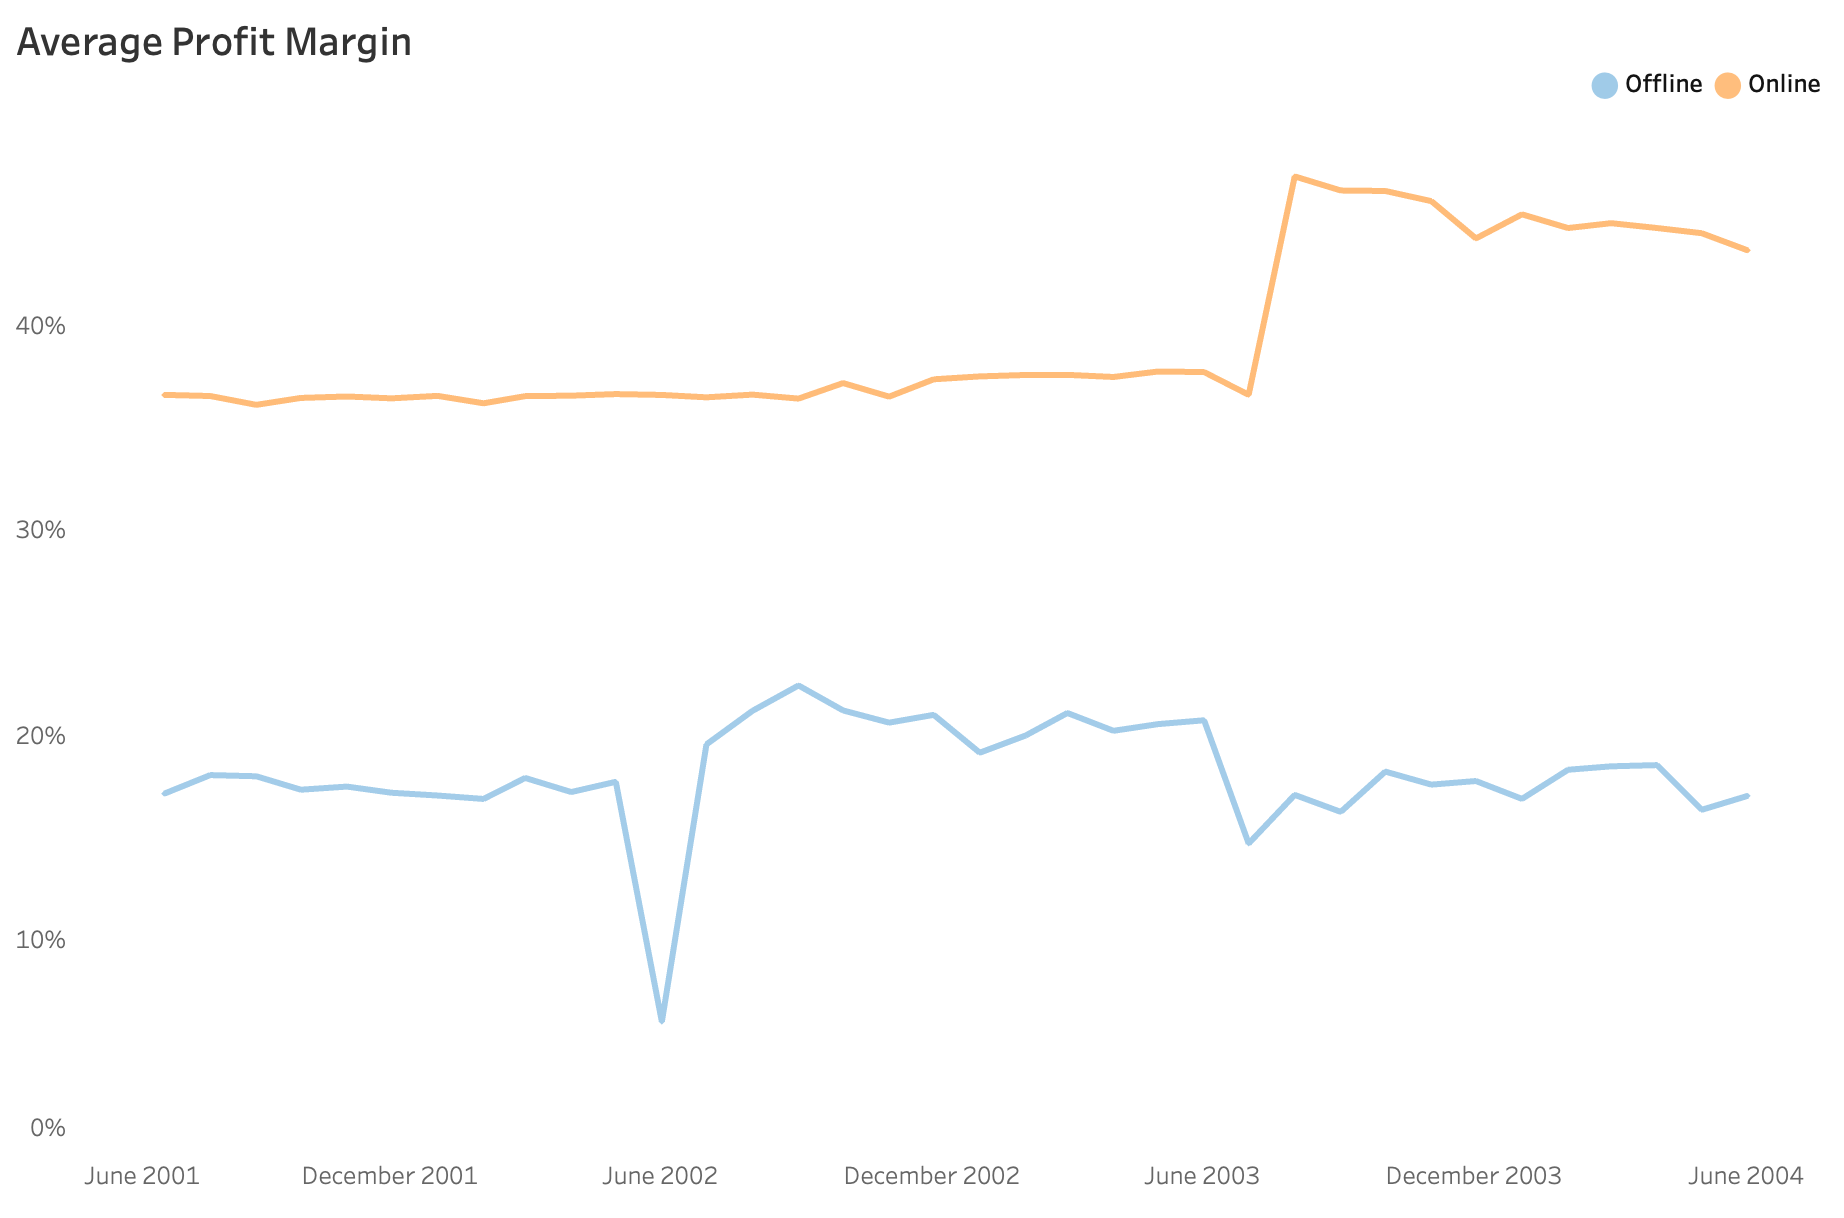 Average Profit Margin
Offline Online
40%
30%
20%
10%
0%
June 2001 December 2001 June 2002 December 2002 June 2003 December 2003 June 2004